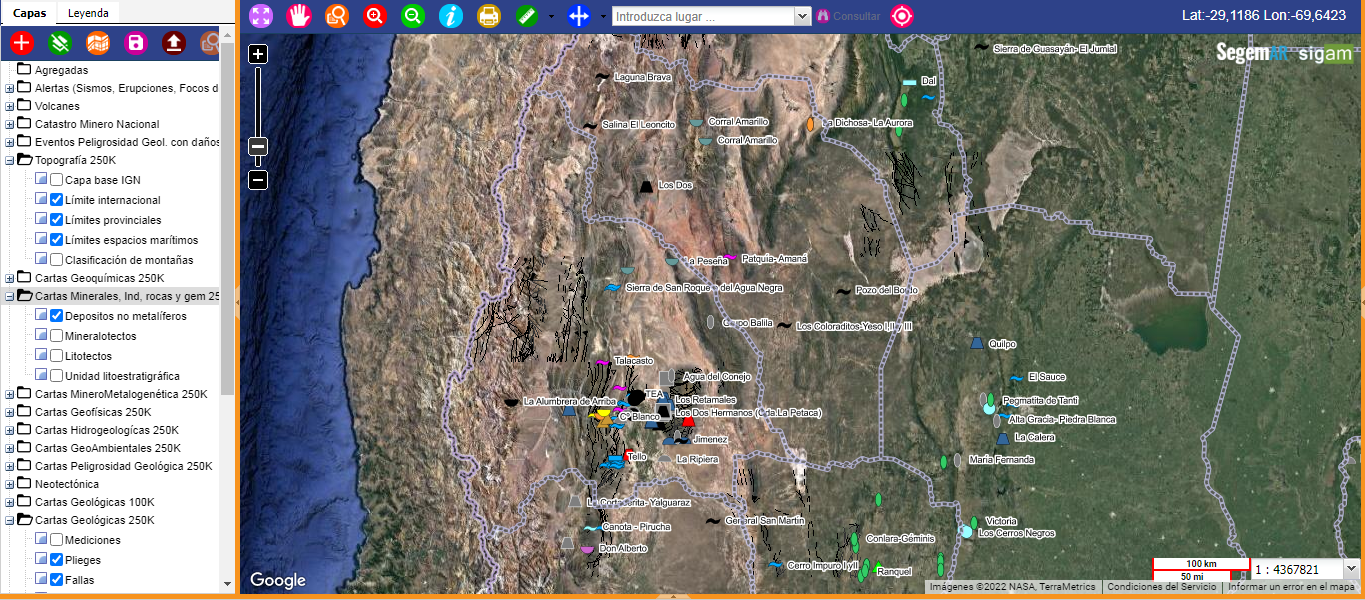 Capas Leyenda
Introduzca lugar ... Consultar Lat:-29,1186 Lon:-69,6423
Agregadas
Alertas (Sismos, Erupciones, Focos d
Volcanes
Catastro Minero Nacional
Eventos Peligrosidad Geol. con daños
Topografía 250K
Capa base IGN
Límite internacional
Límites provinciales
Límites espacios marítimos
Clasificación de montañas
Cartas Geoquímicas 250K
Cartas Minerales, Ind, rocas y gem 25
Depositos no metalíferos
Mineralotectos
Litotectos
Unidad litoestratigráfica
Cartas MineroMetalogenética 250K
Cartas Geofísicas 250K
Cartas Hidrogeologícas 250K
Cartas GeoAmbientales 250K
Cartas Peligrosidad Geológica 250K
Neotectónica
Cartas Geológicas 100K
Cartas Geológicas 250K
Mediciones
Plieges
Fallas
Sierra de Guasayán- El Jumial
SegemAR sigam
Laguna Brava
Dal
Salina El Leoncito
Corral Amarillo
La Dichosa- La Aurora
Corral Amarillo
Los Dos
La Peseña
Patquía- Amaná
Sierra de San Roque o del Agua Negra
Pozo del Bordo
Grupo Balila
Los Coloraditos-Yeso I,II y III
Quilpo
Talacasto
Agua del Conejo
El Sauce
TEA
La Alumbrera de Arriba
Los Retamales
Pegmatita de Tanti
C° Blanco
Los Dos Hermanos (Qda.La Petaca)
Alta Gracia- Piedra Blanca
Jimenez
La Calera
Tello
La Ripiera
María Fernanda
La Cortaderita- Yalguaraz
General San Martín
Victoria
Canota - Pirucha
Los Cerros Negros
Don Alberto
Conlara-Géminis
Cerro Impuro I yII
Ranquel
Google
100 km
50 mi
1 : 4367821
Imágenes ©2022 NASA, TerraMetrics Condiciones del Servicio Informar un error en el mapa